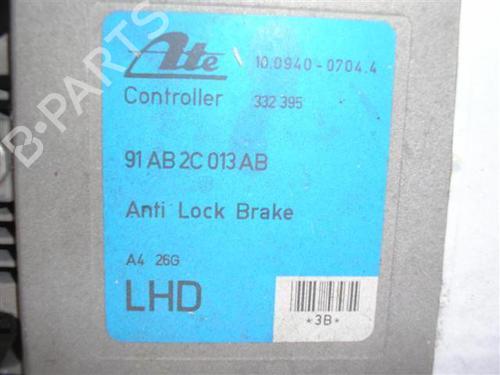 B-PARTS
Ate 10.0940-0704.4
Controller 332 395
91 AB 2C 013 AB
Anti Lock Brake
A4 26G
LHD
*3B*